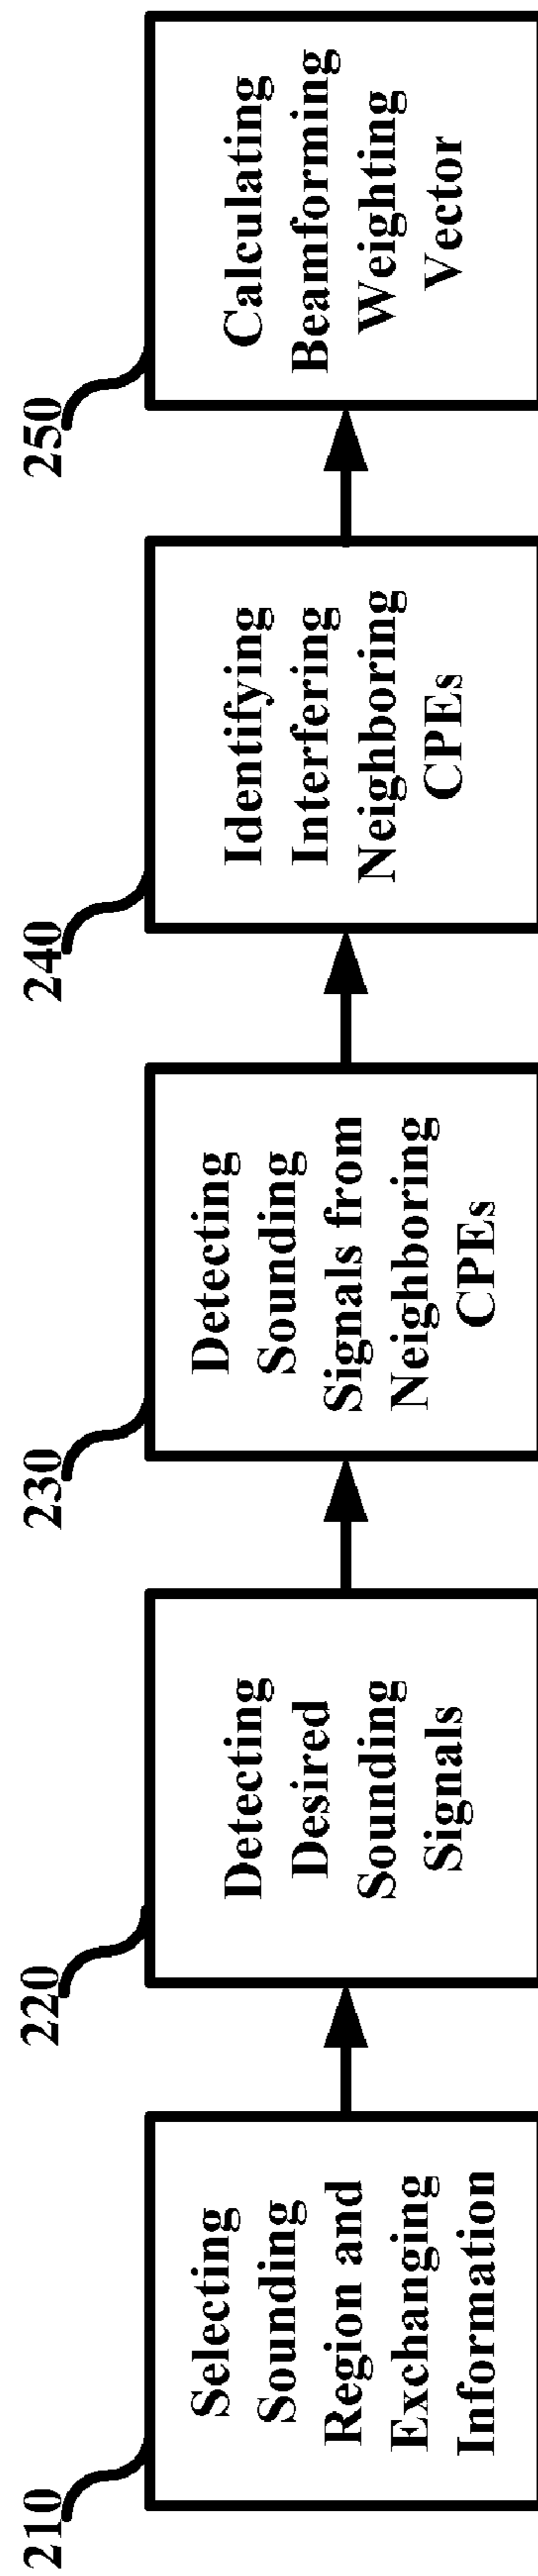 210
Selecting
Sounding
Region and
Exchanging
Information
220
Detecting
Desired
Sounding
Signals
230
Detecting
Sounding
Signals from
Neighboring
CPEs
240
Identifying
Interfering
Neighboring
CPEs
250
Calculating
Beamforming
Weighting
Vector